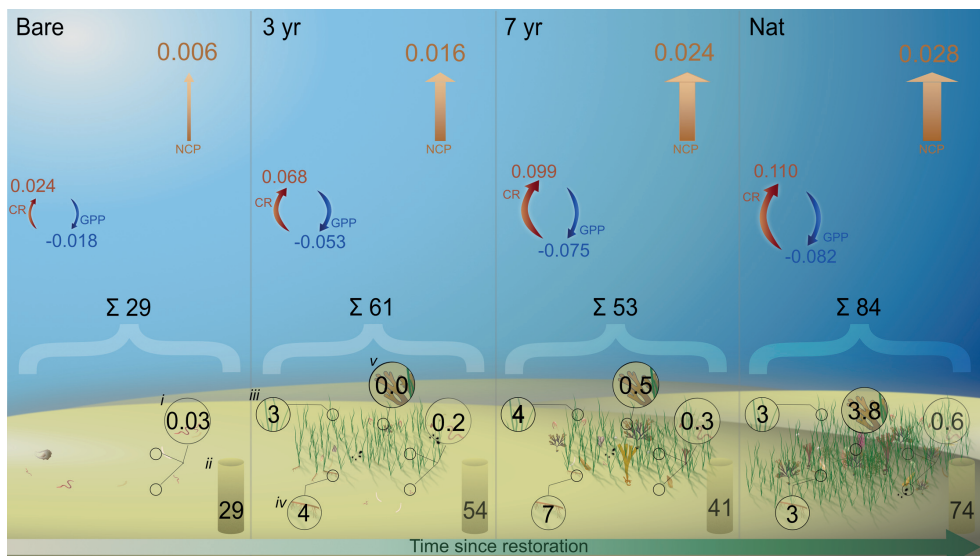 Bare
0.006
NCP
0.024
CR
GPP
-0.018
Σ 29
i
0.03
ii
29
3 yr
0.016
NCP
0.068
CR
GPP
-0.053
Σ 61
v
0.0
iii
3
0.2
iv
4
54
7 yr
0.024
NCP
0.099
CR
GPP
-0.075
Σ 53
0.5
4
0.3
7
41
Nat
0.028
NCP
0.110
CR
GPP
-0.082
Σ 84
3
3.8
0.6
3
74
Time since restoration